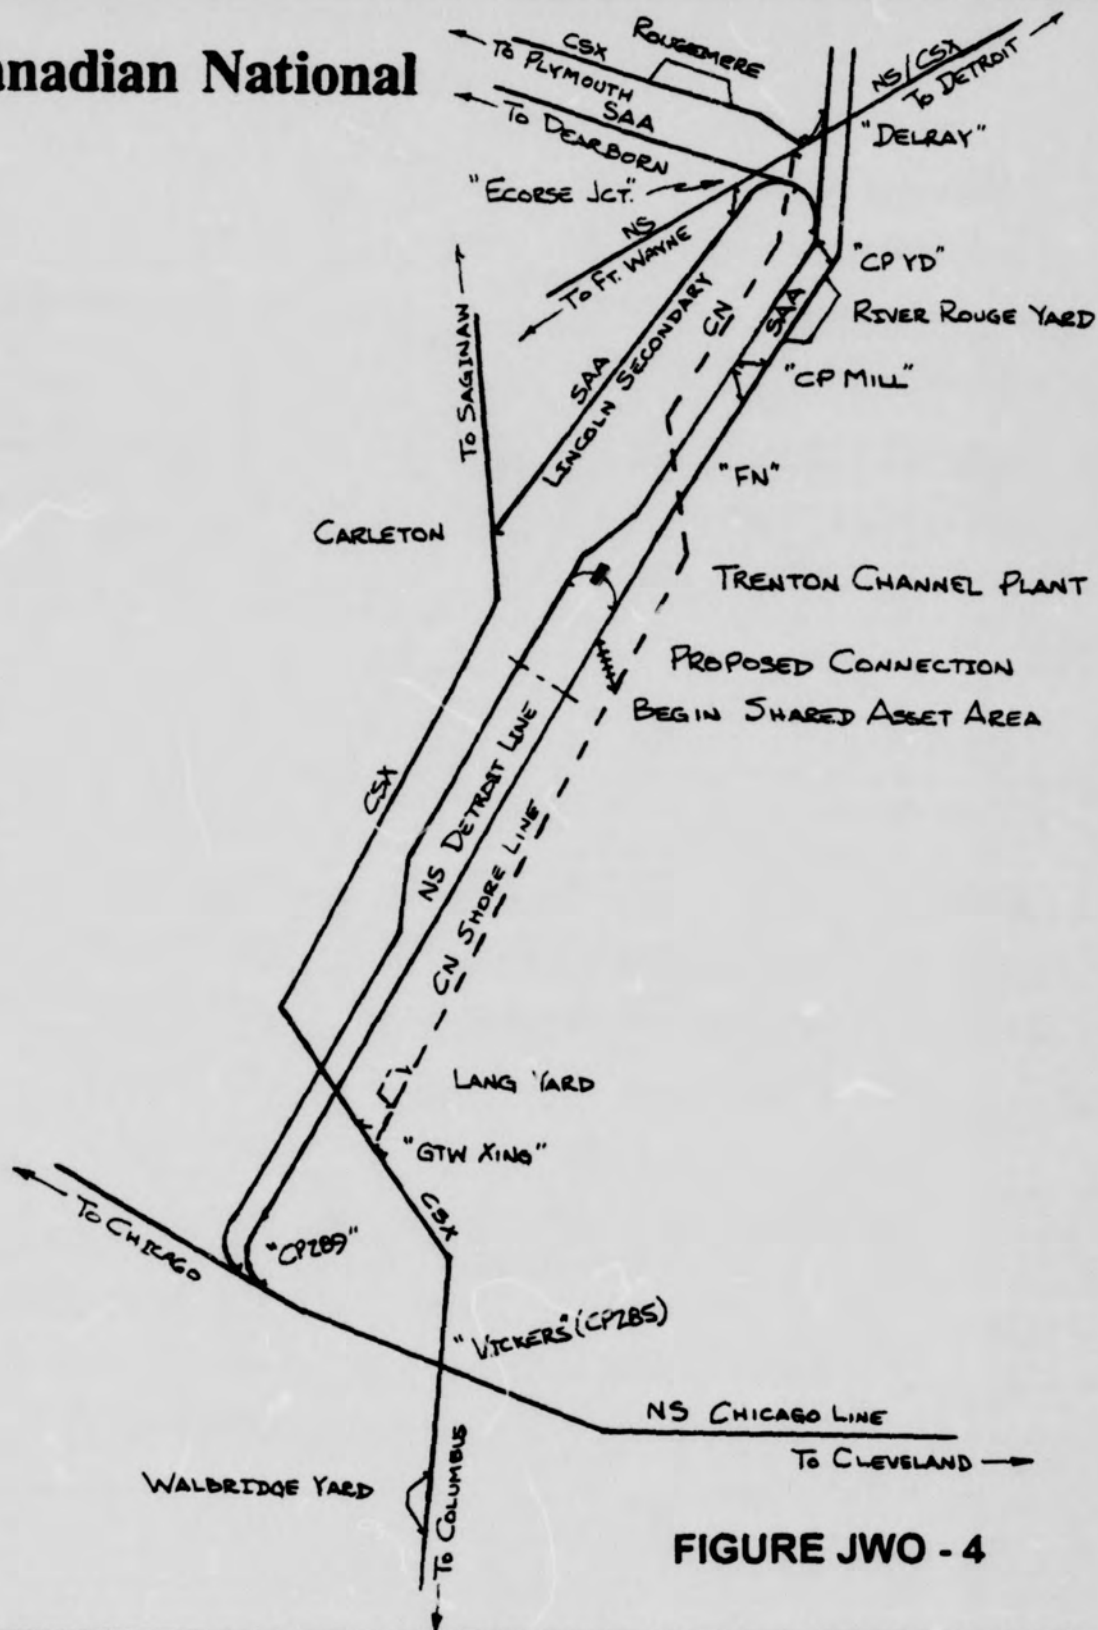 anadian National
CSX
ROUGEMERE
TO PLYMOUTH
NS/CSX
TO DETROIT
SAA
TO DEARBORN
"DELRAY"
"ECORSE JCT."
NS
TO FT. WAYNE
"CP YD"
RIVER ROUGE YARD
TO SAGINAW
SAA
LINCOLN SECONDARY
CN
SAA
"CP MILL"
"FN"
CARLETON
TRENTON CHANNEL PLANT
PROPOSED CONNECTION
BEGIN SHARED ASSET AREA
CSX
NS DETROIT LINE
CN SHORE LINE
LANG YARD
"GTW XING"
CSX
TO CHICAGO
"CP289"
"VICKERS" (CP285)
NS CHICAGO LINE
TO CLEVELAND
WALBRIDGE YARD
TO COLUMBUS
FIGURE JWO - 4